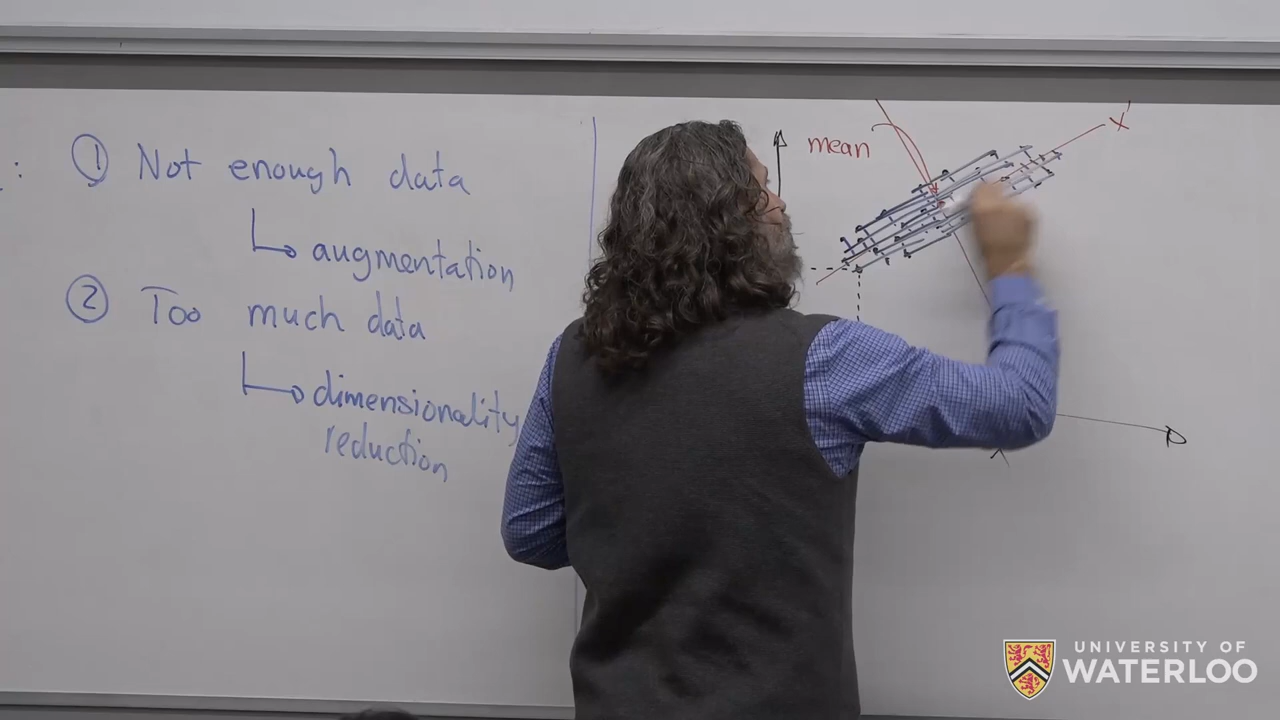 ① Not enough data
↳ augmentation
② Too much data
↳ dimensionality
reduction
mean
x'
UNIVERSITY OF
WATERLOO